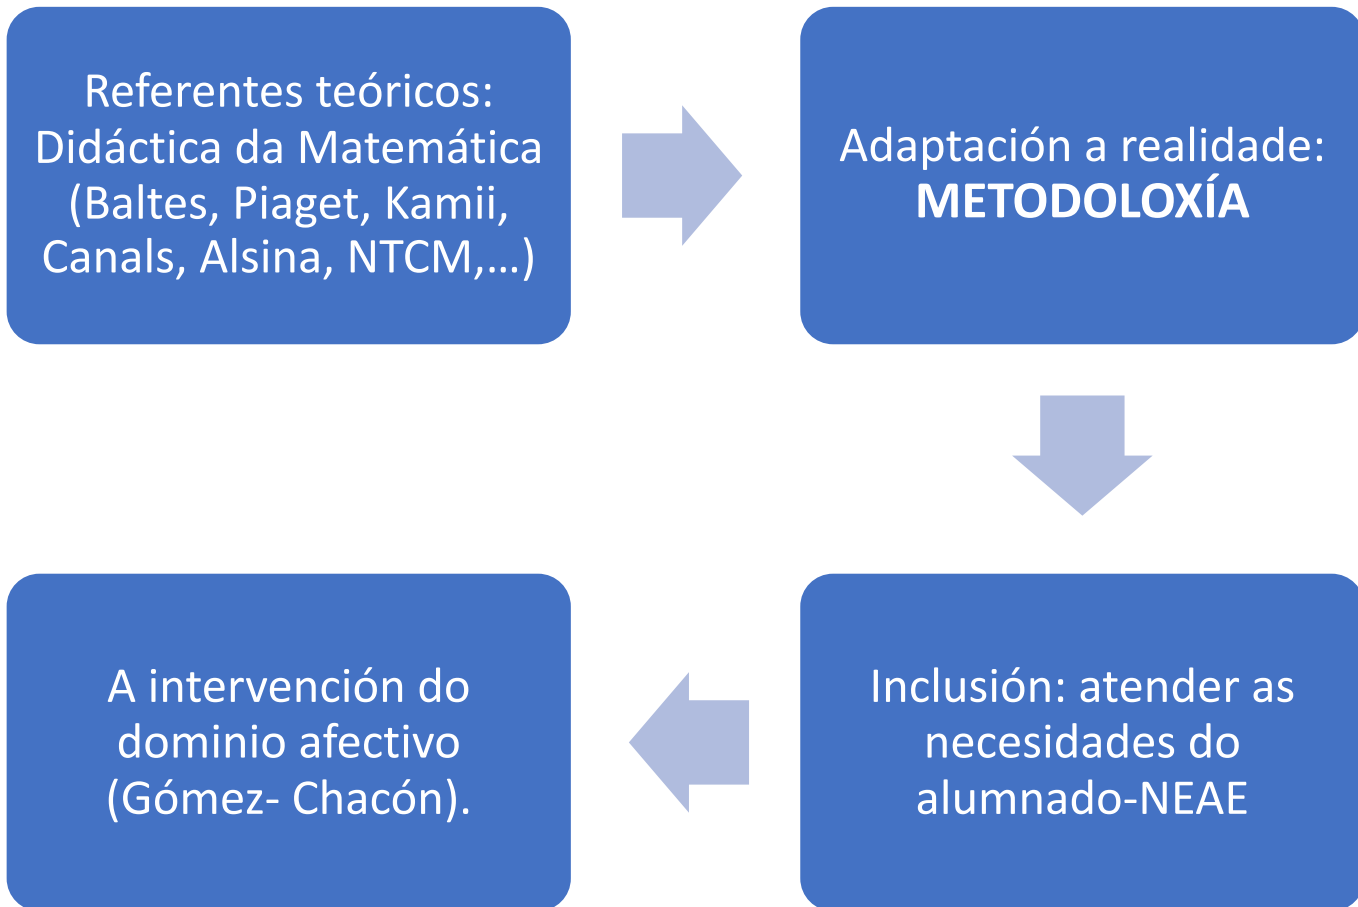 Referentes teóricos:
Didáctica da Matemática
(Baltes, Piaget, Kamii,
Canals, Alsina, NTCM,...)
Adaptación a realidade:
METODOLOXÍA
Inclusión: atender as
necesidades do
alumnado-NEAE
A intervención do
dominio afectivo
(Gómez- Chacón).